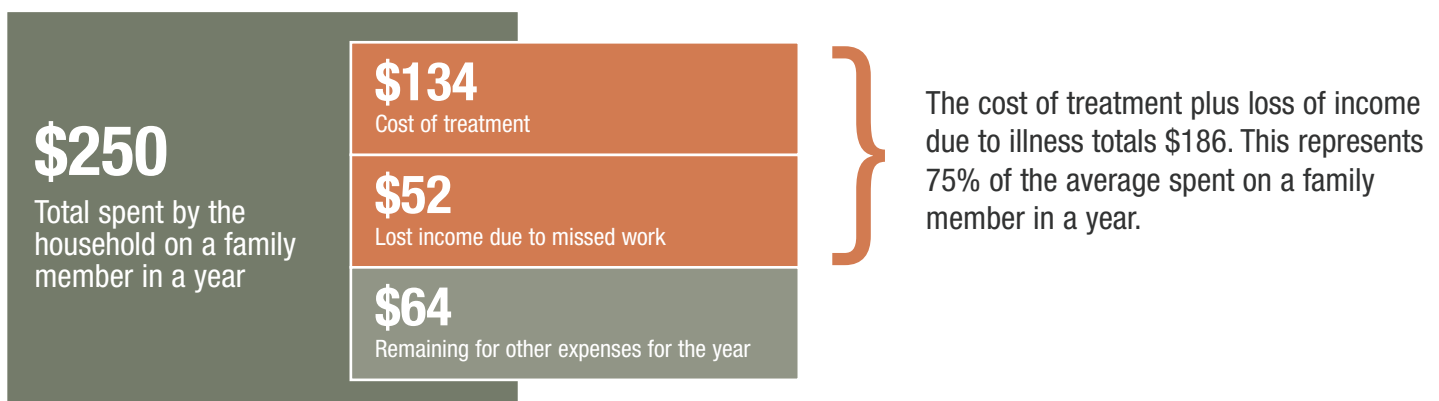 $250
Total spent by the
household on a family
member in a year
$134
Cost of treatment
$52
Lost income due to missed work
$64
Remaining for other expenses for the year
The cost of treatment plus loss of income
due to illness totals $186. This represents
75% of the average spent on a family
member in a year.